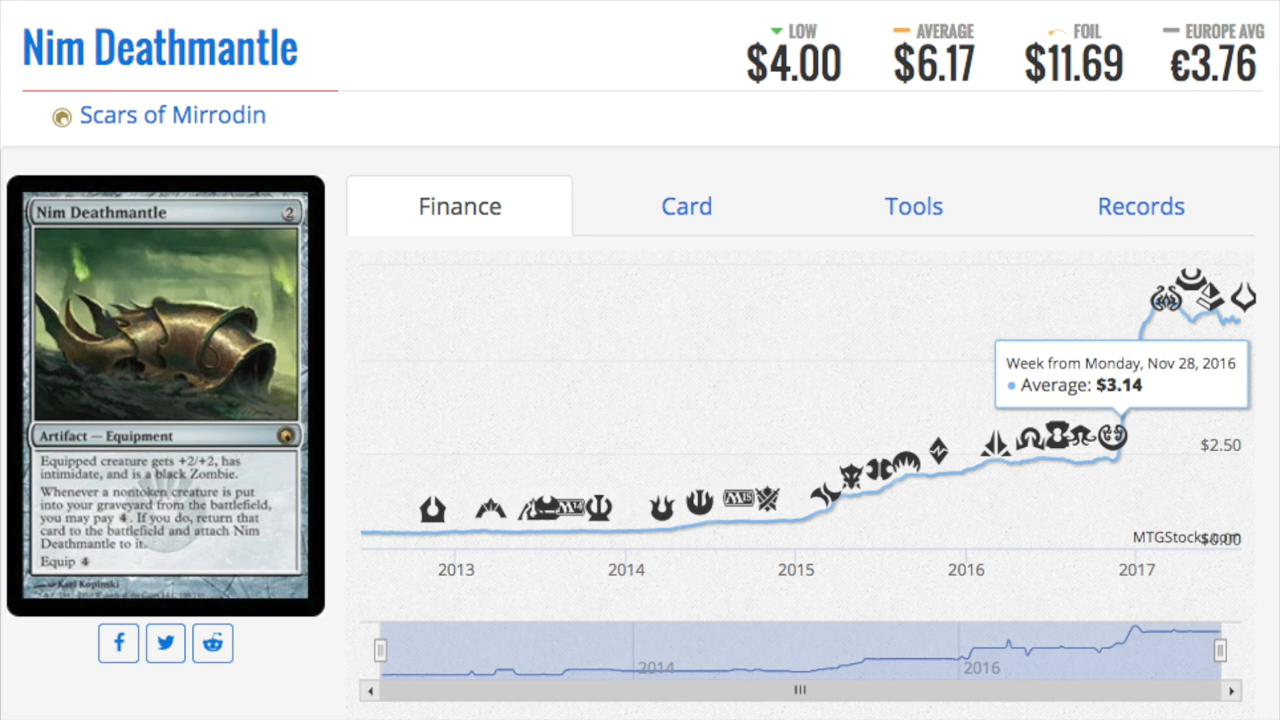 Nim Deathmantle
LOW
$4.00
AVERAGE
$6.17
FOIL
$11.69
EUROPE AVG
€3.76
Scars of Mirrodin
Nim Deathmantle
2
Artifact — Equipment
Equipped creature gets +2/+2, has
intimidate, and is a black Zombie.
Whenever a nontoken creature is put
into your graveyard from the battlefield,
you may pay 4. If you do, return that
card to the battlefield and attach Nim
Deathmantle to it.
Equip 4
Karl Kopinski
Finance
Card
Tools
Records
Week from Monday, Nov 28, 2016
Average: $3.14
$2.50
M14
M15
MTGStocks.com
$0.00
2013
2014
2015
2016
2017
2014
2016